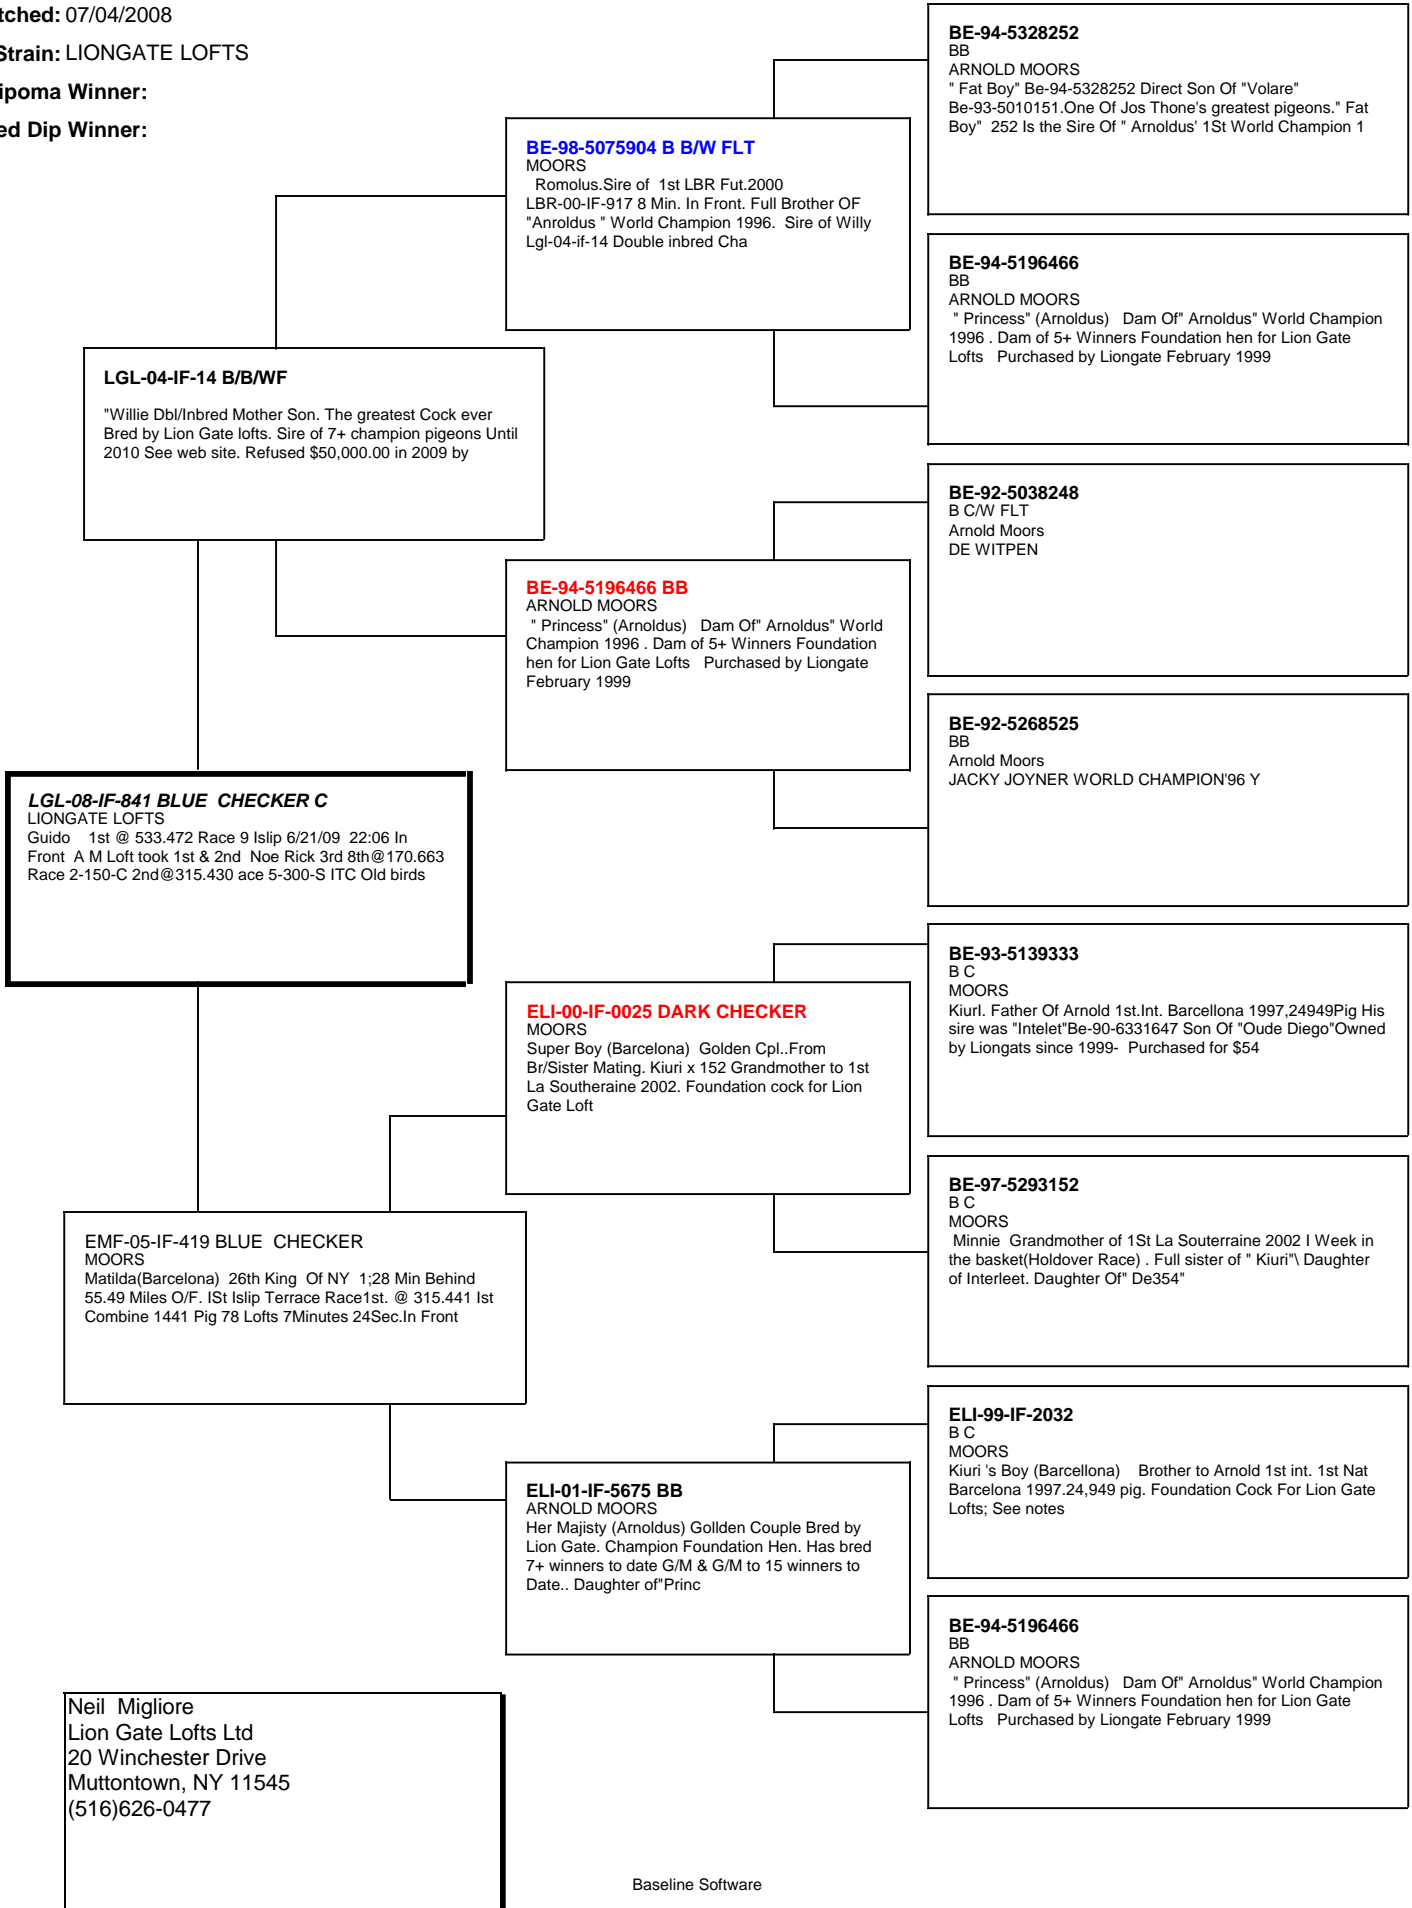 tched: 07/04/2008
Strain: LIONGATE LOFTS
ipoma Winner:
ed Dip Winner:
BE-94-5328252
BB
ARNOLD MOORS
" Fat Boy" Be-94-5328252 Direct Son Of "Volare"
Be-93-5010151.One Of Jos Thone's greatest pigeons." Fat
Boy"  252 Is the Sire Of " Arnoldus' 1St World Champion 1
BE-98-5075904 B B/W FLT
MOORS
Romolus.Sire of  1st LBR Fut.2000
LBR-00-IF-917 8 Min. In Front. Full Brother OF
"Anroldus " World Champion 1996.  Sire of Willy
Lgl-04-if-14 Double inbred Cha
BE-94-5196466
BB
ARNOLD MOORS
" Princess" (Arnoldus)   Dam Of" Arnoldus" World Champion
1996 . Dam of 5+ Winners Foundation hen for Lion Gate
Lofts   Purchased by Liongate February 1999
LGL-04-IF-14 B/B/WF
"Willie Dbl/Inbred Mother Son. The greatest Cock ever
Bred by Lion Gate lofts. Sire of 7+ champion pigeons Until
2010 See web site. Refused $50,000.00 in 2009 by
BE-92-5038248
B C/W FLT
Arnold Moors
DE WITPEN
BE-94-5196466 BB
ARNOLD MOORS
" Princess" (Arnoldus)   Dam Of" Arnoldus" World
Champion 1996 . Dam of 5+ Winners Foundation
hen for Lion Gate Lofts   Purchased by Liongate
February 1999
BE-92-5268525
BB
Arnold Moors
JACKY JOYNER WORLD CHAMPION'96 Y
LGL-08-IF-841 BLUE  CHECKER C
LIONGATE LOFTS
Guido    1st @ 533.472 Race 9 Islip 6/21/09  22:06 In
Front  A M Loft took 1st & 2nd  Noe Rick 3rd 8th@170.663
Race 2-150-C 2nd@315.430 ace 5-300-S ITC Old birds
BE-93-5139333
B C
MOORS
KiurI. Father Of Arnold 1st.Int. Barcellona 1997,24949Pig His
sire was "Intelet"Be-90-6331647 Son Of "Oude Diego"Owned
by Liongats since 1999-  Purchased for $54
ELI-00-IF-0025 DARK CHECKER
MOORS
Super Boy (Barcelona)  Golden Cpl..From
Br/Sister Mating. Kiuri x 152 Grandmother to 1st
La Southeraine 2002. Foundation cock for Lion
Gate Loft
BE-97-5293152
B C
MOORS
Minnie  Grandmother of 1St La Souterraine 2002 I Week in
the basket(Holdover Race) . Full sister of " Kiuri"\ Daughter
of Interleet. Daughter Of" De354"
EMF-05-IF-419 BLUE  CHECKER
MOORS
Matilda(Barcelona)  26th King  Of NY  1;28 Min Behind
55.49 Miles O/F. ISt Islip Terrace Race1st. @ 315.441 Ist
Combine 1441 Pig 78 Lofts 7Minutes 24Sec.In Front
ELI-99-IF-2032
B C
MOORS
Kiuri 's Boy (Barcellona)    Brother to Arnold 1st int. 1st Nat
Barcelona 1997.24,949 pig. Foundation Cock For Lion Gate
Lofts; See notes
ELI-01-IF-5675 BB
ARNOLD MOORS
Her Majisty (Arnoldus) Gollden Couple Bred by
Lion Gate. Champion Foundation Hen. Has bred
7+ winners to date G/M & G/M to 15 winners to
Date.. Daughter of"Princ
BE-94-5196466
BB
ARNOLD MOORS
" Princess" (Arnoldus)   Dam Of" Arnoldus" World Champion
1996 . Dam of 5+ Winners Foundation hen for Lion Gate
Lofts   Purchased by Liongate February 1999
Neil  Migliore
Lion Gate Lofts Ltd
20 Winchester Drive
Muttontown, NY 11545
(516)626-0477
Baseline Software